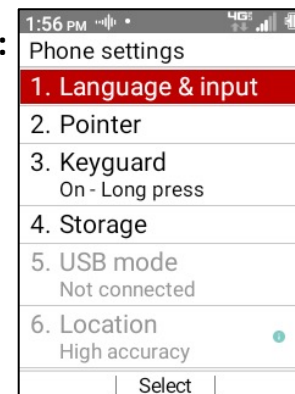 :
1:56 PM 4G
Phone settings
1. Language & input
2. Pointer
3. Keyguard
On - Long press
4. Storage
5. USB mode
Not connected
6. Location
High accuracy
Select